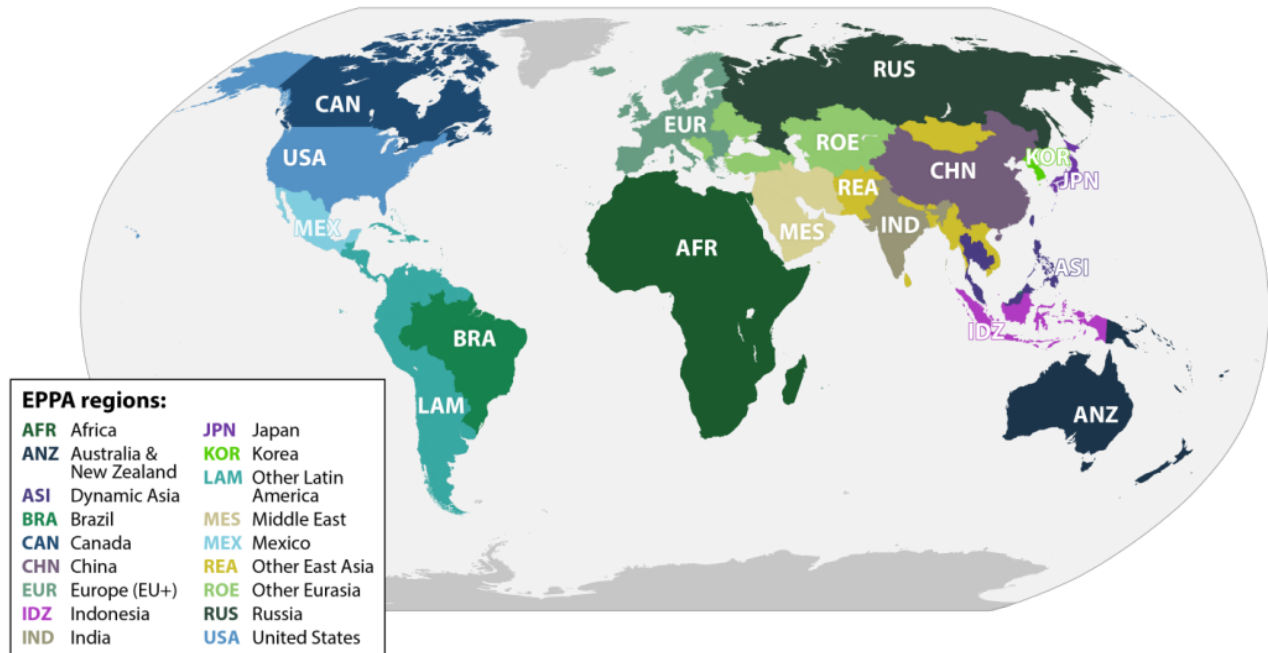 RUS
CAN
EUR
ROE
USA
KOR
CHN
JPN
REA
MEX
IND
MES
AFR
ASI
IDZ
BRA
LAM
ANZ
EPPA regions:
AFR Africa
ANZ Australia &
New Zealand
ASI Dynamic Asia
BRA Brazil
CAN Canada
CHN China
EUR Europe (EU+)
IDZ Indonesia
IND India
JPN Japan
KOR Korea
LAM Other Latin
America
MES Middle East
MEX Mexico
REA Other East Asia
ROE Other Eurasia
RUS Russia
USA United States